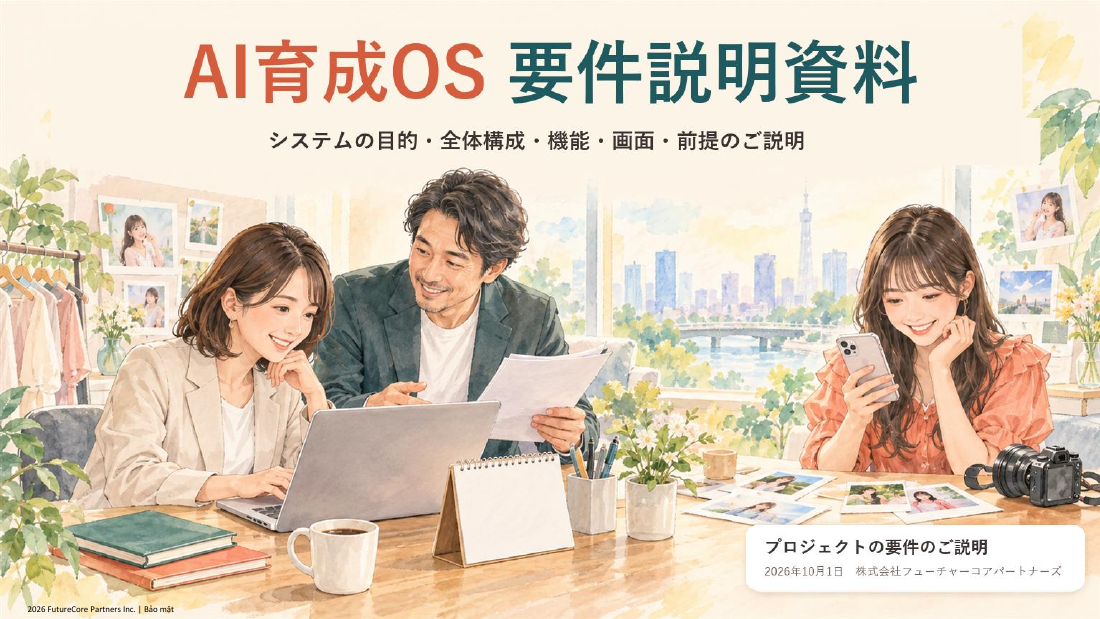 AI育成OS 要件説明資料
システムの目的・全体構成・機能・画面・前提のご説明
プロジェクトの要件のご説明
2026年10月1日　株式会社フューチャーコアパートナーズ
2026 FutureCore Partners Inc. | Bảo mật